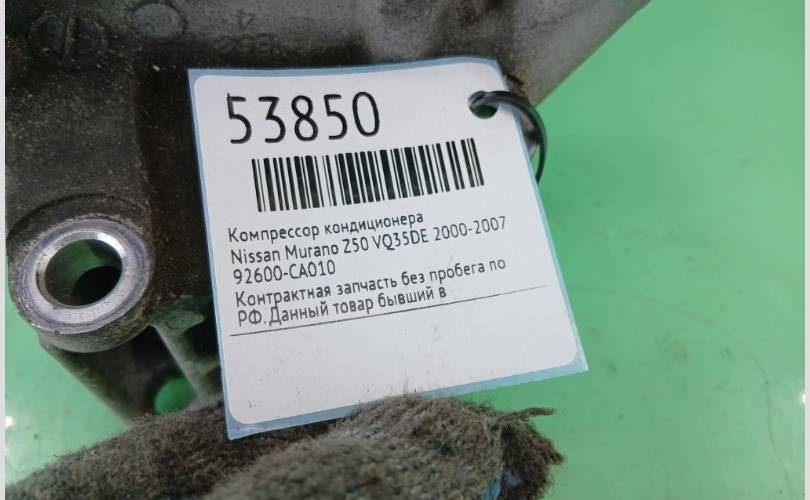 53850
Компрессор кондиционера
Nissan Murano Z50 VQ35DE 2000-2007
92600-CA010
Контрактная запчасть без пробега по
РФ.Данный товар бывший в